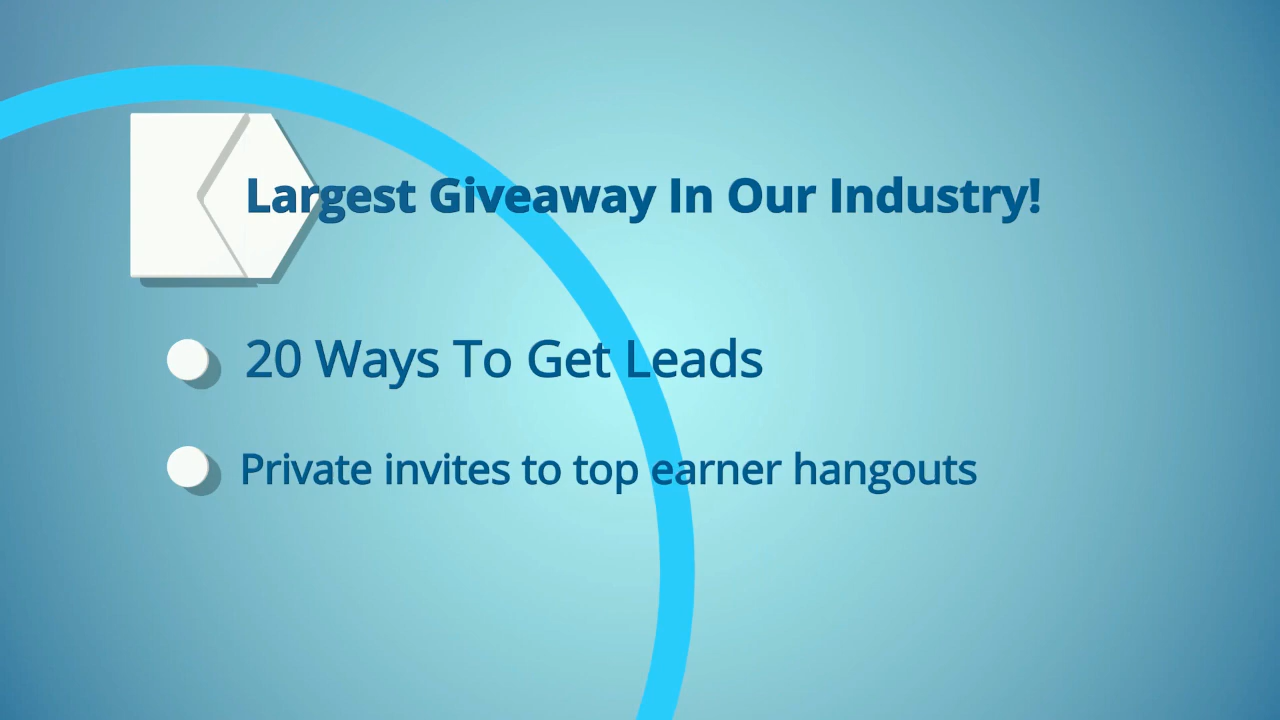 Largest Giveaway In Our Industry!
20 Ways To Get Leads
Private invites to top earner hangouts